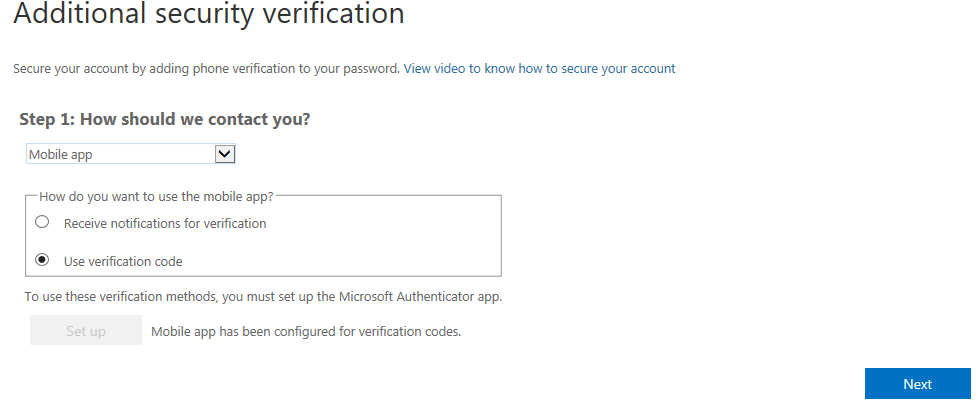 Additional security verification
Secure your account by adding phone verification to your password. View video to know how to secure your account
Step 1: How should we contact you?
Mobile app
How do you want to use the mobile app?
Receive notifications for verification
Use verification code
To use these verification methods, you must set up the Microsoft Authenticator app.
Set up Mobile app has been configured for verification codes.
Next